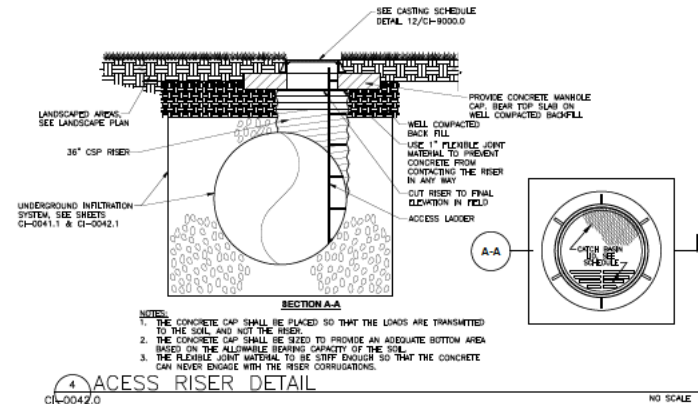 SEE CASTING SCHEDULE
DETAIL 12/CI-9000.0
LANDSCAPED AREAS,
SEE LANDSCAPE PLAN
36" CSP RISER
UNDERGROUND INFILTRATION
SYSTEM, SEE SHEETS
CI-0041.1 & CI-0042.1
PROVIDE CONCRETE MANHOLE
CAP. BEAR TOP SLAB ON
WELL COMPACTED BACKFILL
WELL COMPACTED
BACK FILL
USE 1" FLEXIBLE JOINT
MATERIAL TO PREVENT
CONCRETE FROM
CONTACTING THE RISER
IN ANY WAY
CUT RISER TO FINAL
ELEVATION IN FIELD
ACCESS LADDER
A-A
CATCH BASIN
LID, SEE
SCHEDULE
SECTION A-A
NOTES:
1. THE CONCRETE CAP SHALL BE PLACED SO THAT THE LOADS ARE TRANSMITTED
TO THE SOIL, AND NOT THE RISER.
2. THE CONCRETE CAP SHALL BE SIZED TO PROVIDE AN ADEQUATE BOTTOM AREA
BASED ON THE ALLOWABLE BEARING CAPACITY OF THE SOIL.
3. THE FLEXIBLE JOINT MATERIAL TO BE STIFF ENOUGH SO THAT THE CONCRETE
CAN NEVER ENGAGE WITH THE RISER CORRUGATIONS.
4 ACESS RISER DETAIL
CI-0042.0
NO SCALE